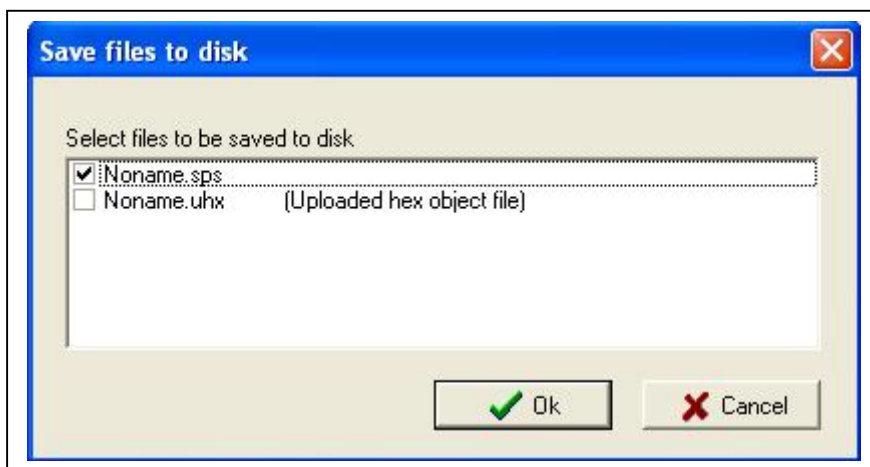 Save files to disk
Select files to be saved to disk
Noname.sps
Noname.uhx (Uploaded hex object file)
Ok
Cancel